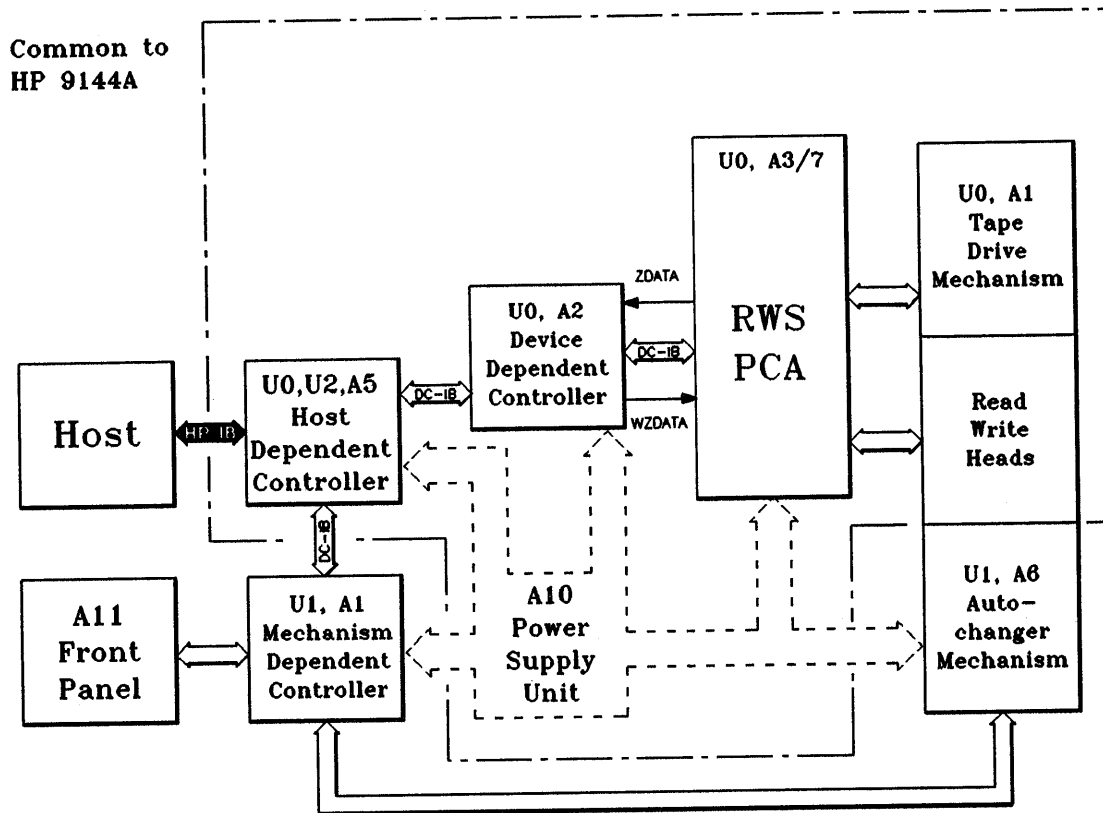 Common to
HP 9144A
U0, A3/7
RWS
PCA
U0, A1
Tape
Drive
Mechanism
Read
Write
Heads
U1, A6
Auto-
changer
Mechanism
ZDATA
DC-IB
WZDATA
U0, A2
Device
Dependent
Controller
DC-IB
U0,U2,A5
Host
Dependent
Controller
HP IB
Host
DC-IB
U1, A1
Mechanism
Dependent
Controller
A11
Front
Panel
A10
Power
Supply
Unit